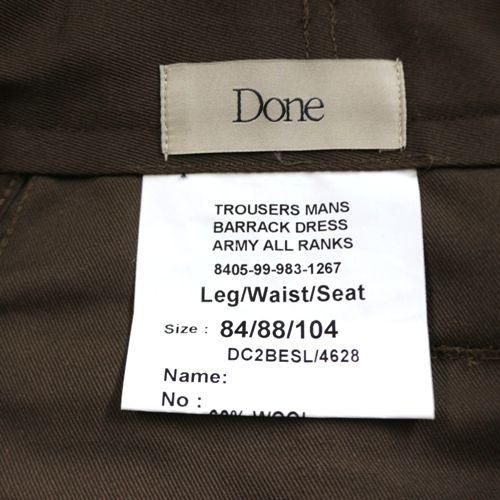 Done
TROUSERS MANS
BARRACK DRESS
ARMY ALL RANKS
8405-99-983-1267
Leg/Waist/Seat
Size : 84/88/104
DC2BESL/4628
Name:
No :